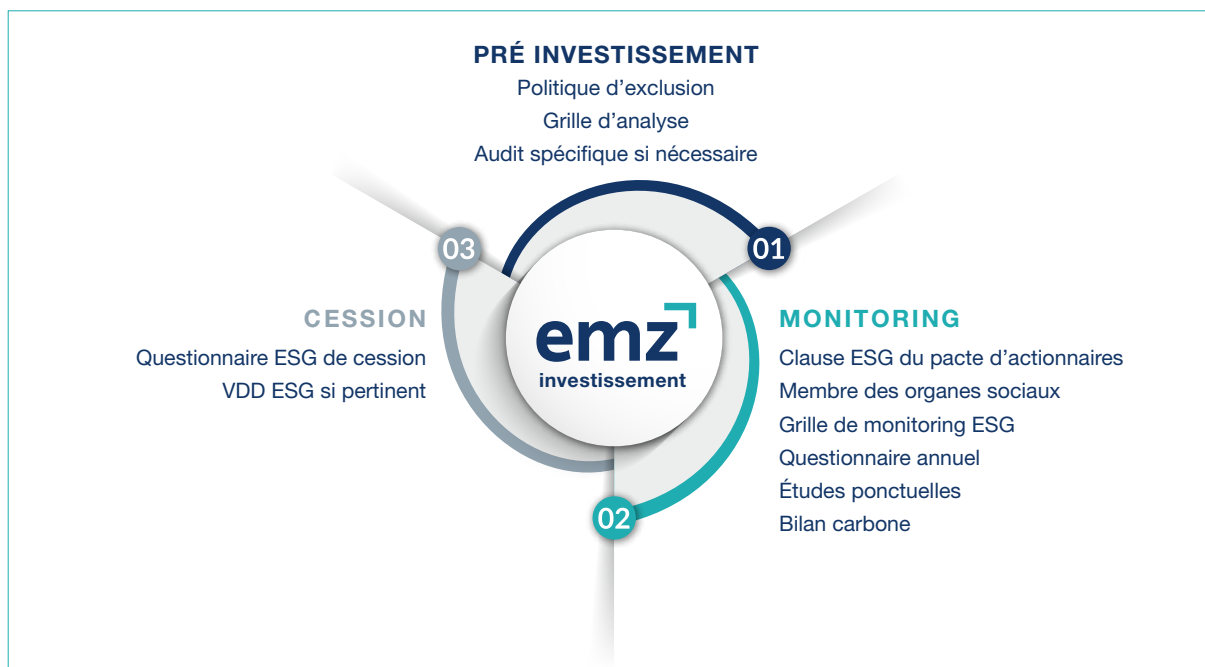 PRÉ INVESTISSEMENT
Politique d’exclusion
Grille d’analyse
Audit spécifique si nécessaire
01
MONITORING
Clause ESG du pacte d’actionnaires
Membre des organes sociaux
Grille de monitoring ESG
Questionnaire annuel
Études ponctuelles
Bilan carbone
02
03
CESSION
Questionnaire ESG de cession
VDD ESG si pertinent
emz
investissement